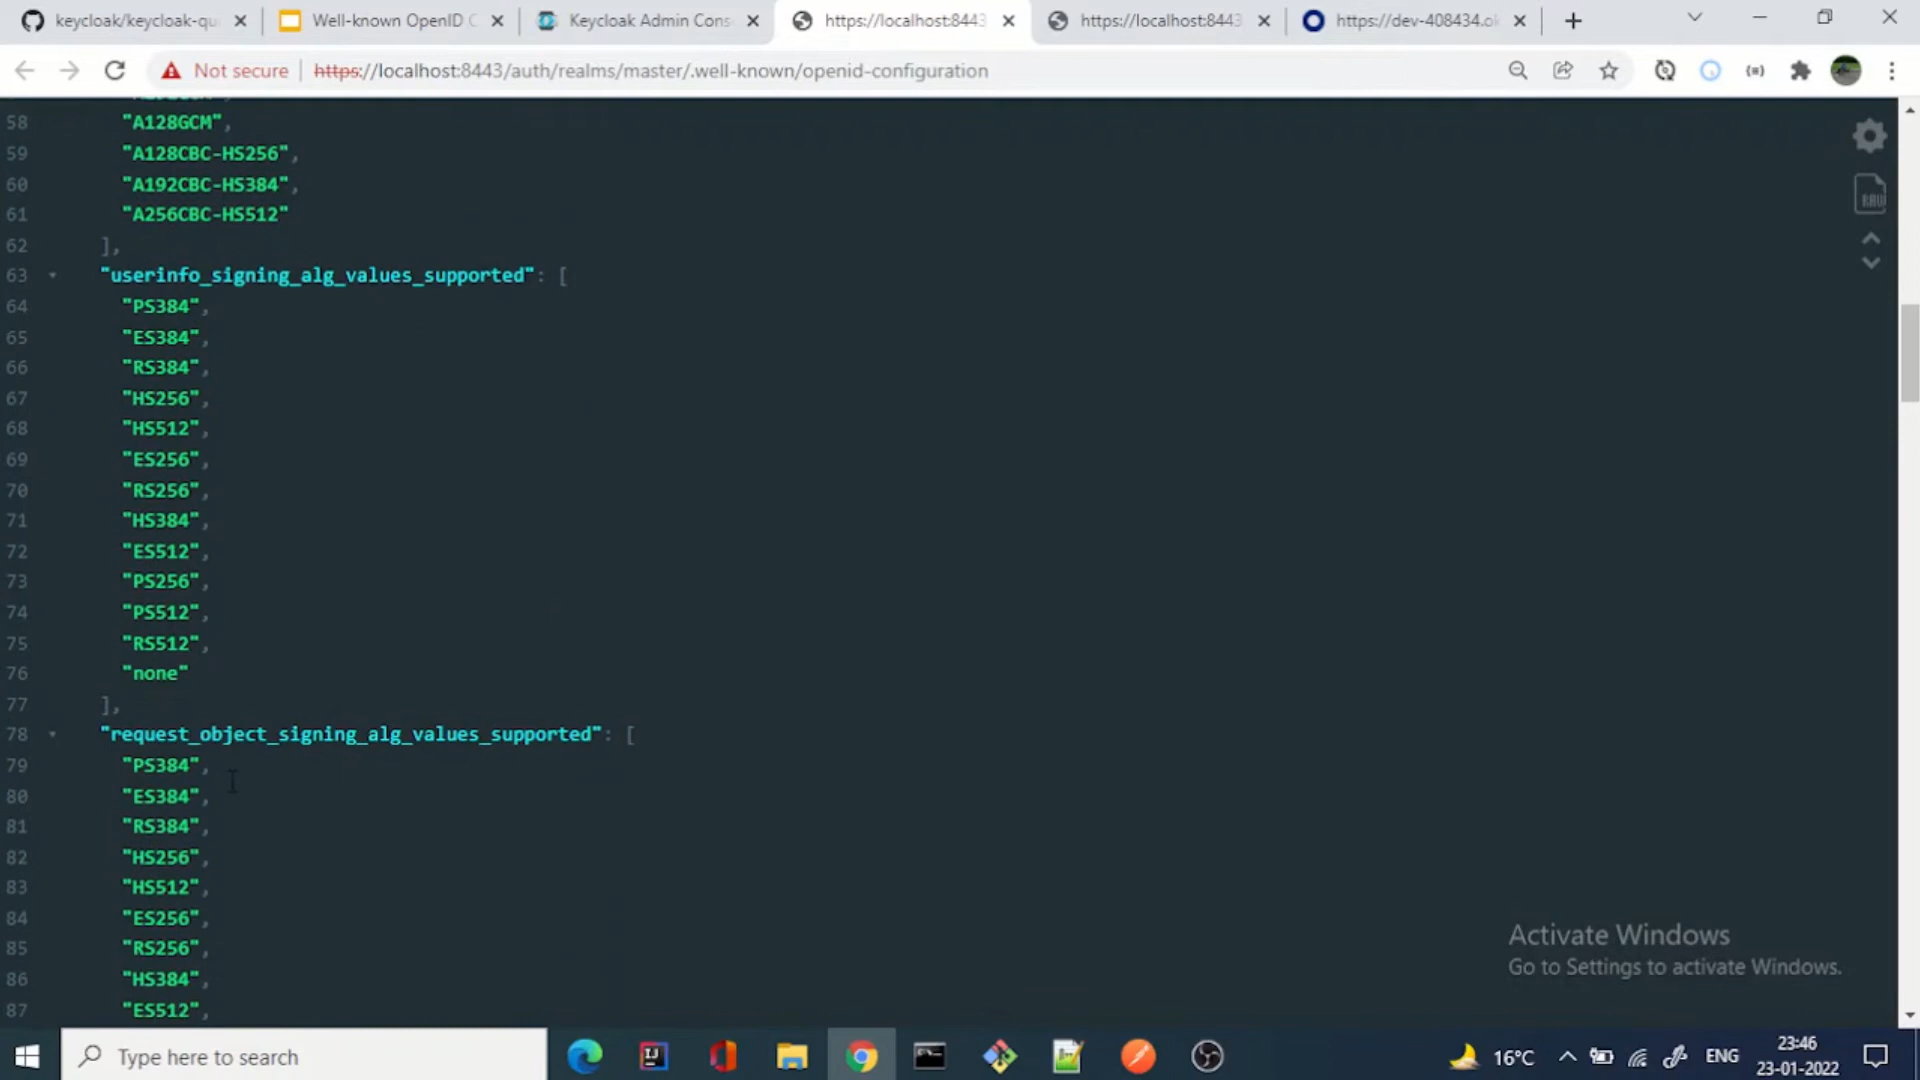 keycloak/keycloak-qu
Well-known OpenID C
Keycloak Admin Cons
https://localhost:8443
https://localhost:8443
https://dev-408434.ok
Not secure
https://localhost:8443/auth/realms/master/.well-known/openid-configuration
58 "A128GCM",
59 "A128CBC-HS256",
60 "A192CBC-HS384",
61 "A256CBC-HS512"
62 ],
63 "userinfo_signing_alg_values_supported": [
64 "PS384",
65 "ES384",
66 "RS384",
67 "HS256",
68 "HS512",
69 "ES256",
70 "RS256",
71 "HS384",
72 "ES512",
73 "PS256",
74 "PS512",
75 "RS512",
76 "none"
77 ],
78 "request_object_signing_alg_values_supported": [
79 "PS384",
80 "ES384",
81 "RS384",
82 "HS256",
83 "HS512",
84 "ES256",
85 "RS256",
86 "HS384",
87 "ES512",
RAW
Activate Windows
Go to Settings to activate Windows.
Type here to search
16°C
ENG
23:46
23-01-2022